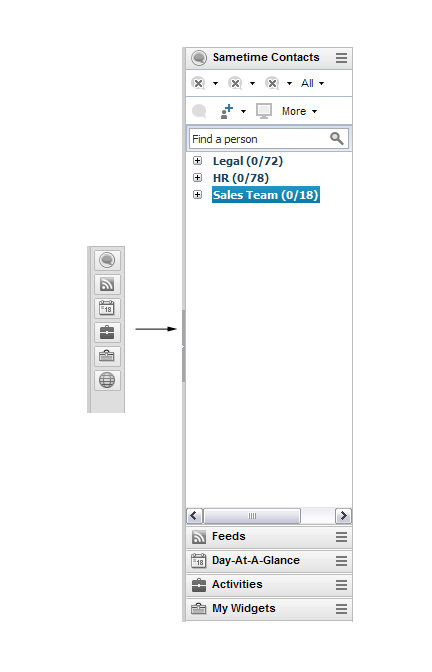 Sametime Contacts
All
More
Find a person
Legal (0/72)
HR (0/78)
Sales Team (0/18)
18
Feeds
18 Day-At-A-Glance
Activities
My Widgets